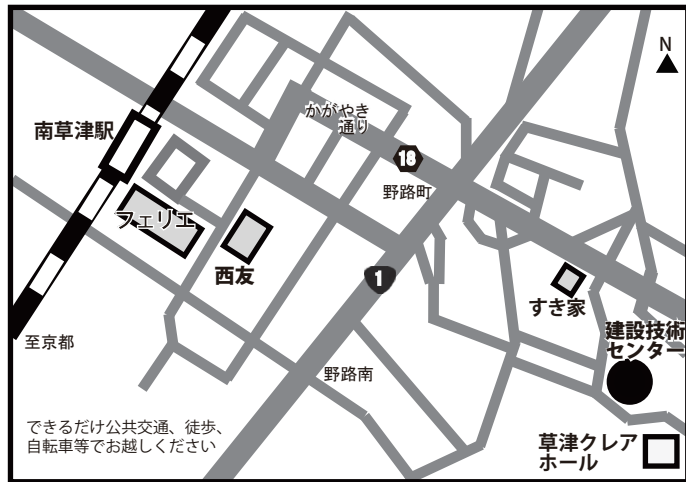 N
かがやき
通り
南草津駅
18
野路町
フェリエ
西友
1
すき家
建設技術
センター
至京都
野路南
できるだけ公共交通、徒歩、
自転車等でお越しください
草津クレア
ホール